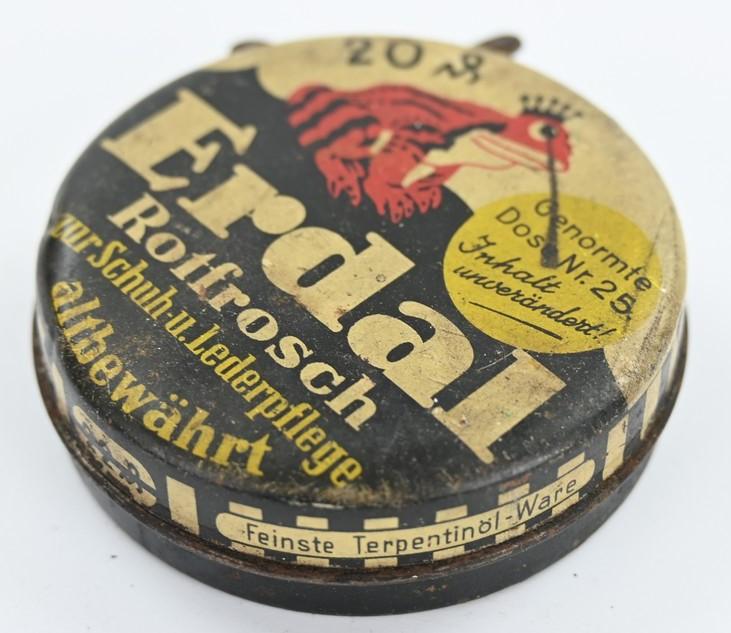 20 ₰
Erdal
Rotfrosch
zur Schuh-u. Lederpflege
altbewährt
Genormte
Dose Nr. 25.
Inhalt
unverändert!
Feinste Terpentinöl-Ware